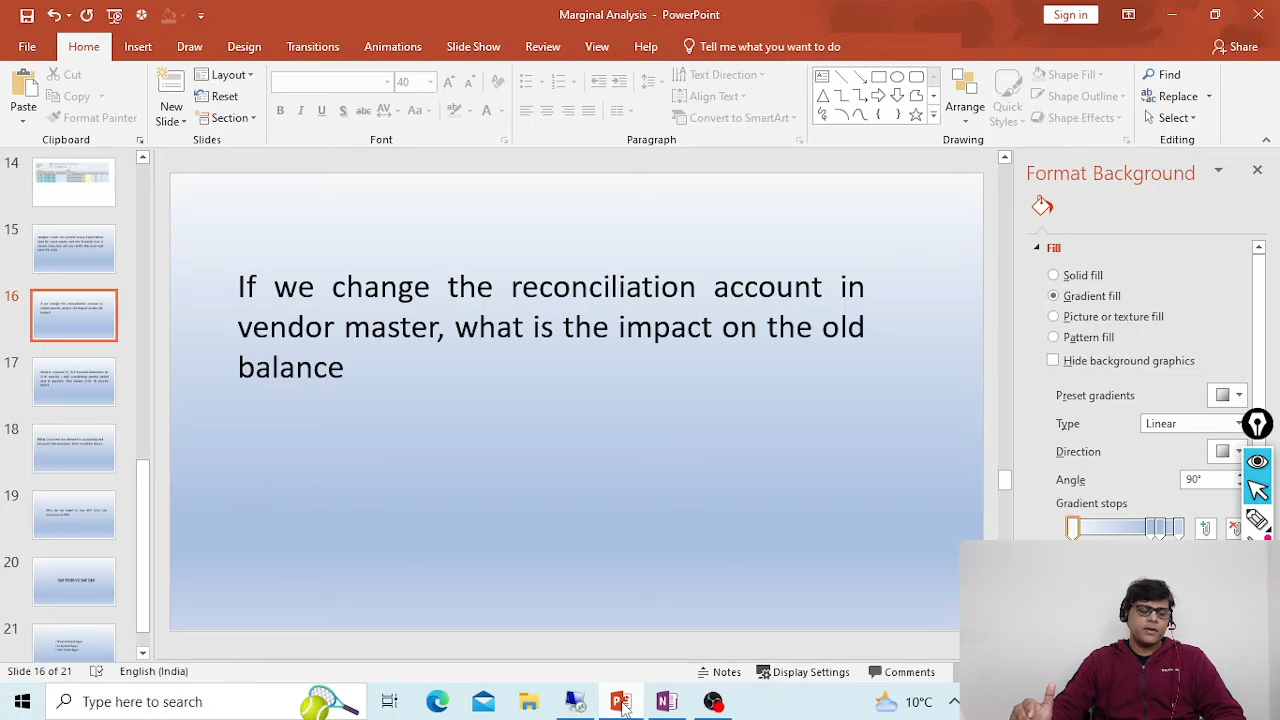 Marginal Analysis - PowerPoint
Sign in
File Home Insert Design Transitions Animations Slide Show Review View Help Tell me what you want to do
Share
Paste
Cut
Copy
Format Painter
Clipboard
New
Slide
Layout
Reset
Section
Slides
40
B I U S abc AV Aa A
Font
Text Direction
Align Text
Convert to SmartArt
Paragraph
Arrange
Quick
Styles
Shape Fill
Shape Outline
Shape Effects
Drawing
Find
Replace
Select
Editing
14
15
16
17
18
19
20
21
If we change the reconciliation account in
vendor master, what is the impact on the old
balance
Format Background
Fill
Solid fill
Gradient fill
Picture or texture fill
Pattern fill
Hide background graphics
Preset gradients
Type Linear
Direction
Angle 90°
Gradient stops
Slide 16 of 21 English (India) Notes Display Settings Comments
Type here to search
10°C